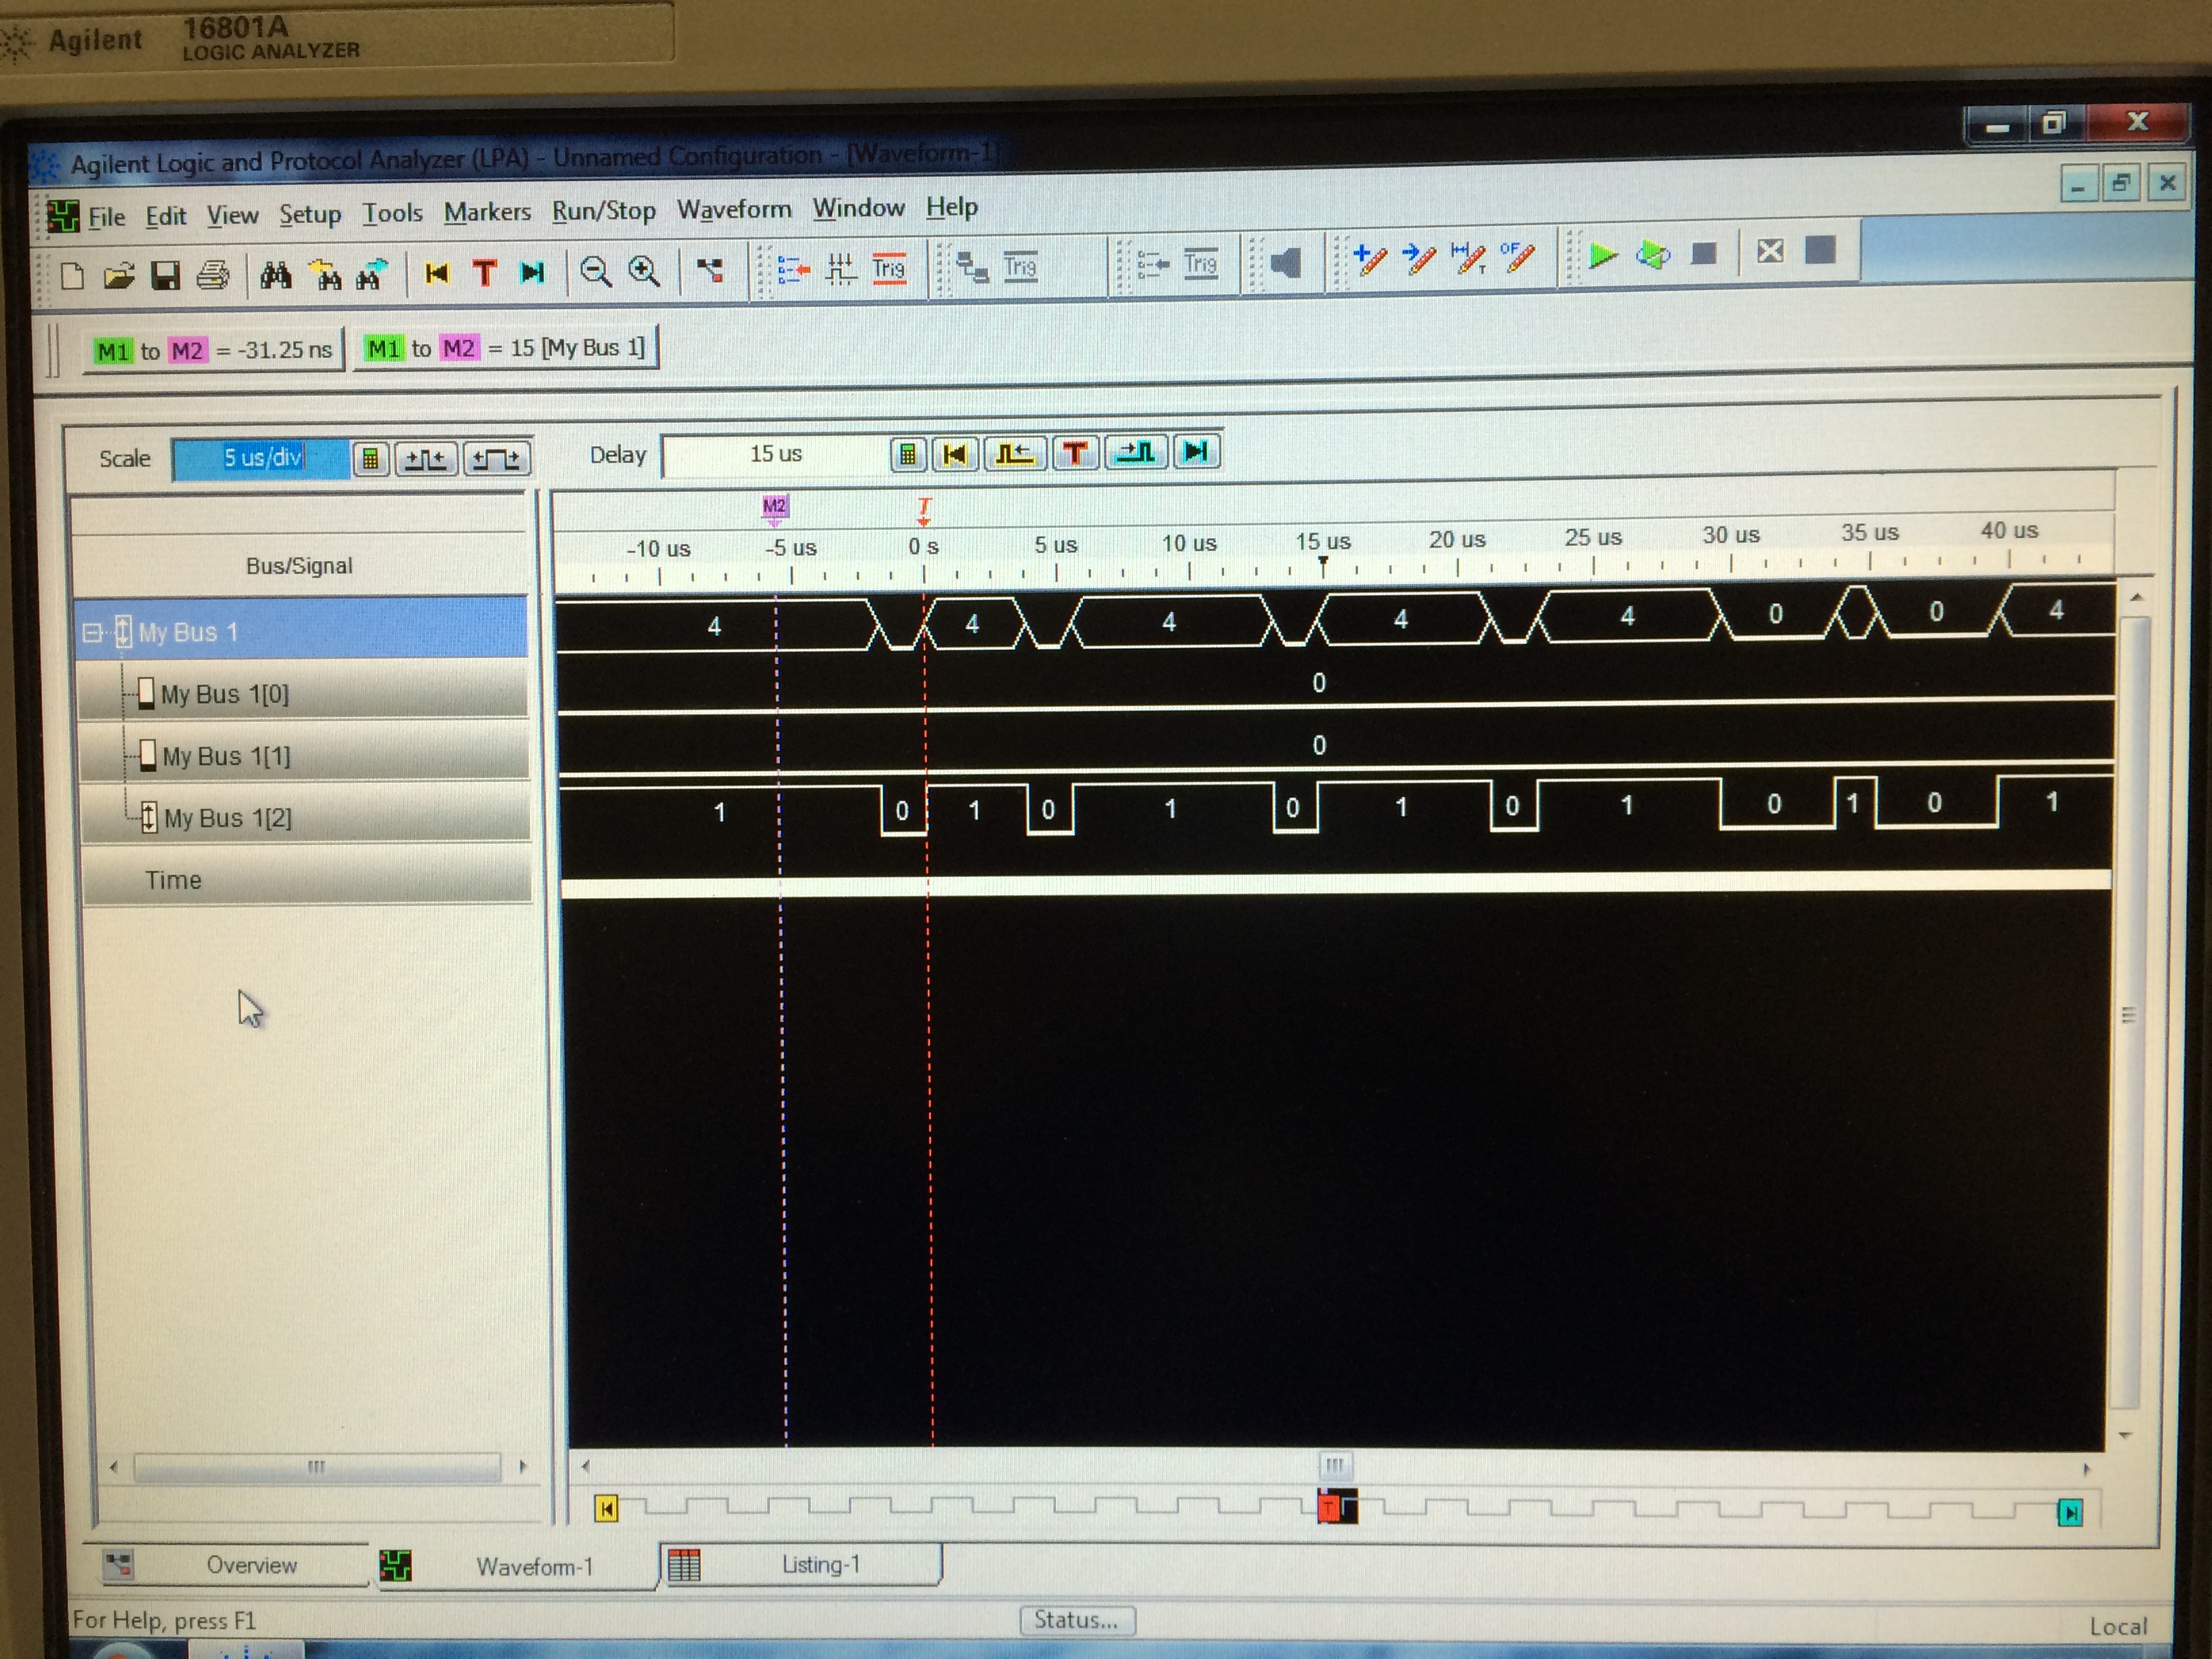 Agilent 16801A
LOGIC ANALYZER
Agilent Logic and Protocol Analyzer (LPA) - Unnamed Configuration - [Waveform-1]
File Edit View Setup Tools Markers Run/Stop Waveform Window Help
T Trig Trig Trig T OF
M1 to M2 = -31.25 ns M1 to M2 = 15 [My Bus 1]
Scale 5 us/div Delay 15 us T
M2 T
Bus/Signal -10 us -5 us 0 s 5 us 10 us 15 us 20 us 25 us 30 us 35 us 40 us
My Bus 1 4 4 4 4 4 0 0 4
My Bus 1[0] 0
My Bus 1[1] 0
My Bus 1[2] 1 0 1 0 1 0 1 0 1 0 1 0 1
Time
T
Overview Waveform-1 Listing-1
For Help, press F1 Status... Local